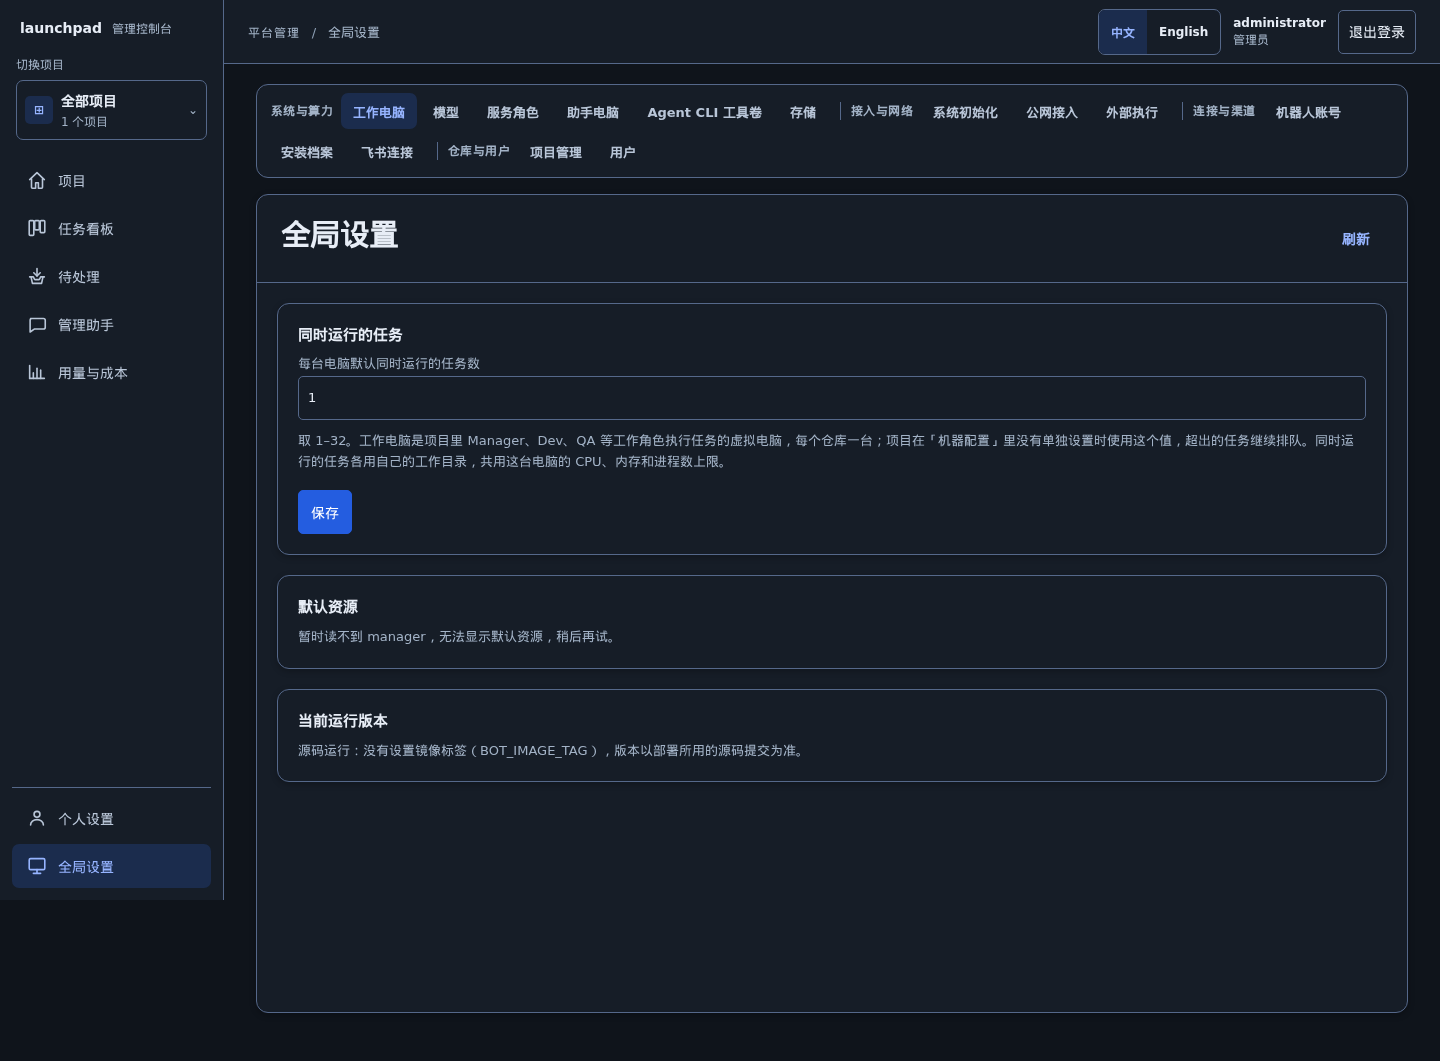 launchpad 管理控制台
切换项目
全部项目
1 个项目
项目
任务看板
待处理
管理助手
用量与成本
个人设置
全局设置
平台管理 / 全局设置
中文 English
administrator
管理员
退出登录
系统与算力 工作电脑 模型 服务角色 助手电脑 Agent CLI 工具卷 存储 接入与网络 系统初始化 公网接入 外部执行 连接与渠道 机器人账号
安装档案 飞书连接 仓库与用户 项目管理 用户
全局设置
刷新
同时运行的任务
每台电脑默认同时运行的任务数
1
取 1–32。工作电脑是项目里 Manager、Dev、QA 等工作角色执行任务的虚拟电脑，每个仓库一台；项目在「机器配置」里没有单独设置时使用这个值，超出的任务继续排队。同时运
行的任务各用自己的工作目录，共用这台电脑的 CPU、内存和进程数上限。
保存
默认资源
暂时读不到 manager，无法显示默认资源，稍后再试。
当前运行版本
源码运行：没有设置镜像标签（BOT_IMAGE_TAG），版本以部署所用的源码提交为准。